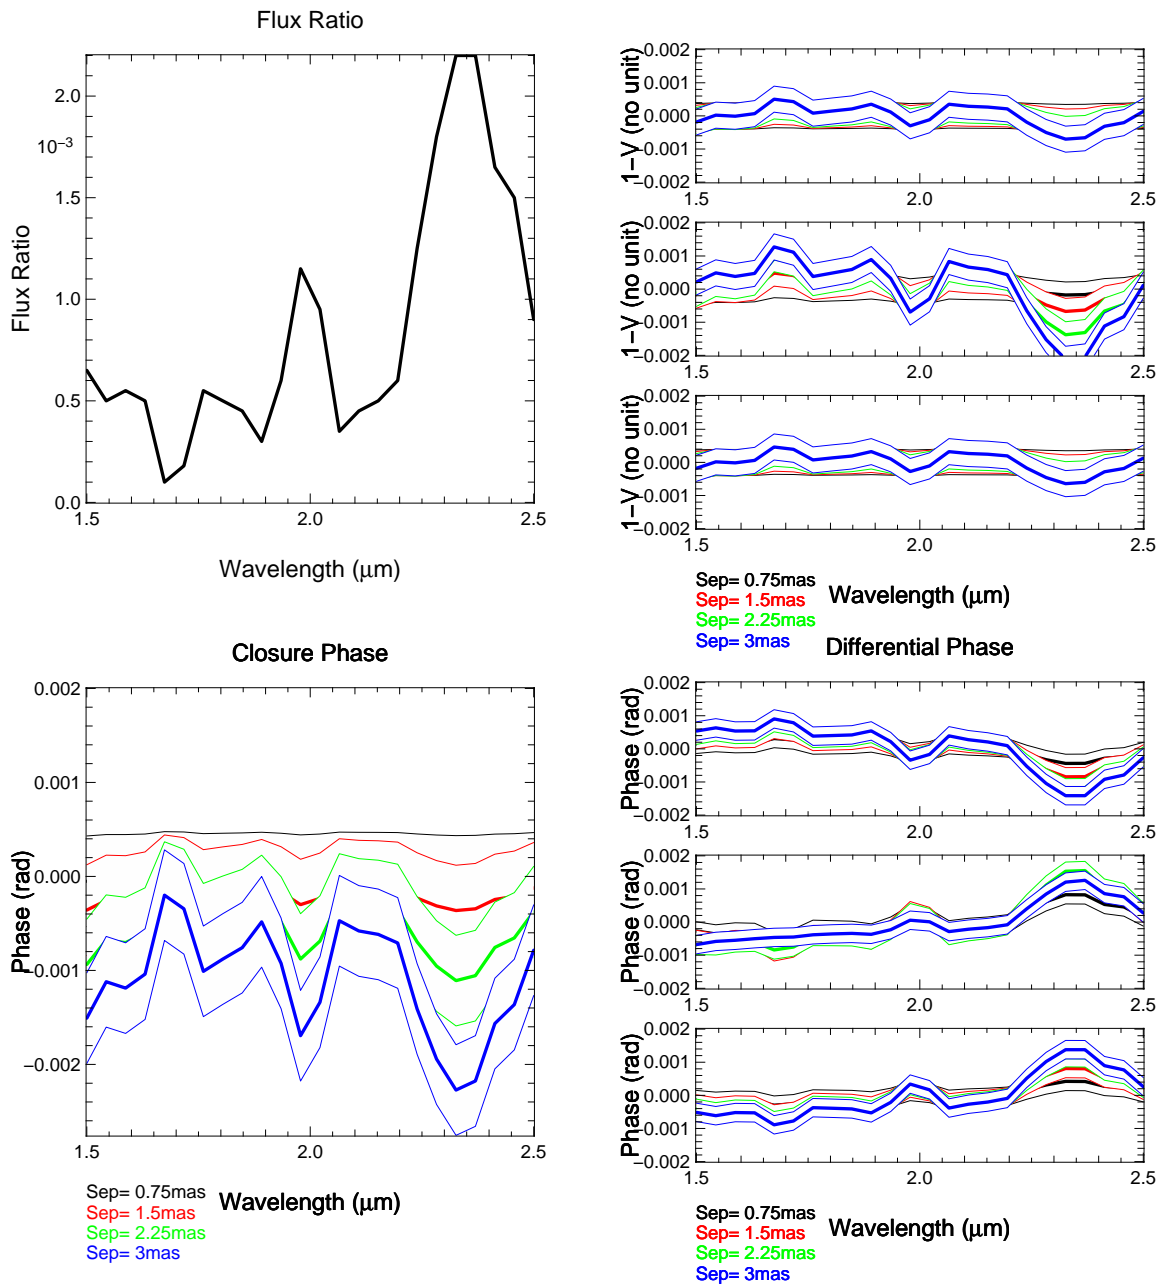 Flux Ratio
2.0
10−3
1.5
1.0
0.5
0.0
1.5 2.0 2.5
Flux Ratio
Wavelength (μm)
0.002
0.001
0.000
−0.001
−0.002
1.5 2.0 2.5
1−V (no unit)
0.002
0.001
0.000
−0.001
−0.002
1.5 2.0 2.5
1−V (no unit)
0.002
0.001
0.000
−0.001
−0.002
1.5 2.0 2.5
1−V (no unit)
Sep= 0.75mas
Sep= 1.5mas
Sep= 2.25mas
Sep= 3mas
Wavelength (μm)
Closure Phase
0.002
0.001
0.000
−0.001
−0.002
1.5 2.0 2.5
Phase (rad)
Sep= 0.75mas
Sep= 1.5mas
Sep= 2.25mas
Sep= 3mas
Wavelength (μm)
Differential Phase
0.002
0.001
0.000
−0.001
−0.002
1.5 2.0 2.5
Phase (rad)
0.002
0.001
0.000
−0.001
−0.002
1.5 2.0 2.5
Phase (rad)
0.002
0.001
0.000
−0.001
−0.002
1.5 2.0 2.5
Phase (rad)
Sep= 0.75mas
Sep= 1.5mas
Sep= 2.25mas
Sep= 3mas
Wavelength (μm)